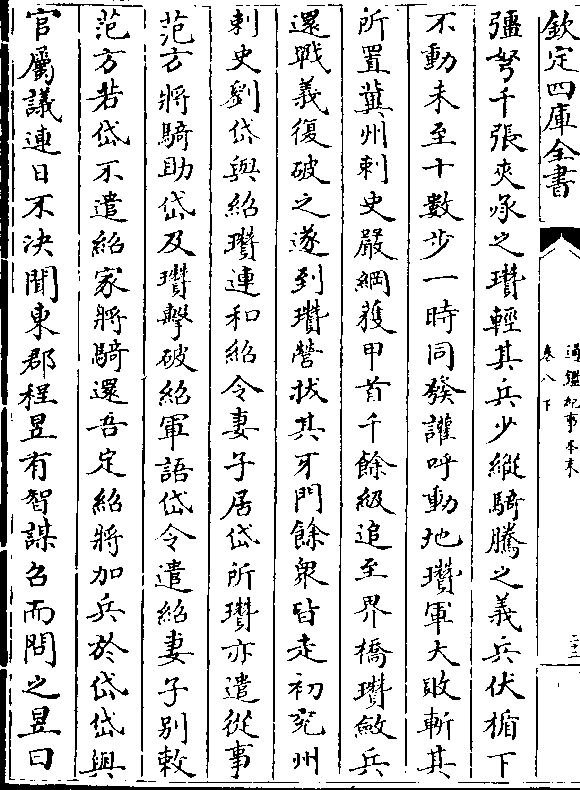 欽定四庫全書
通鑑紀事本末
卷八下
二十二
彊弩千張夾承之瓚輕其兵少縱騎騰之義兵伏楯下
不動未至十數步一時同發讙呼動地瓚軍大敗斬其
所置冀州刺史嚴綱獲甲首千餘級追至界橋瓚斂兵
還戰義復破之遂到瓚營拔其牙門餘衆皆走初兗州
刺史劉岱與紹瓚連和紹令妻子居岱所瓚亦遣從事
范方將騎助岱及瓚擊破紹軍語岱令遣紹妻子别敕
范方若岱不遣紹家將騎還吾定紹將加兵於岱岱與
官屬議連日不決聞東郡程昱有智謀召而問之昱曰